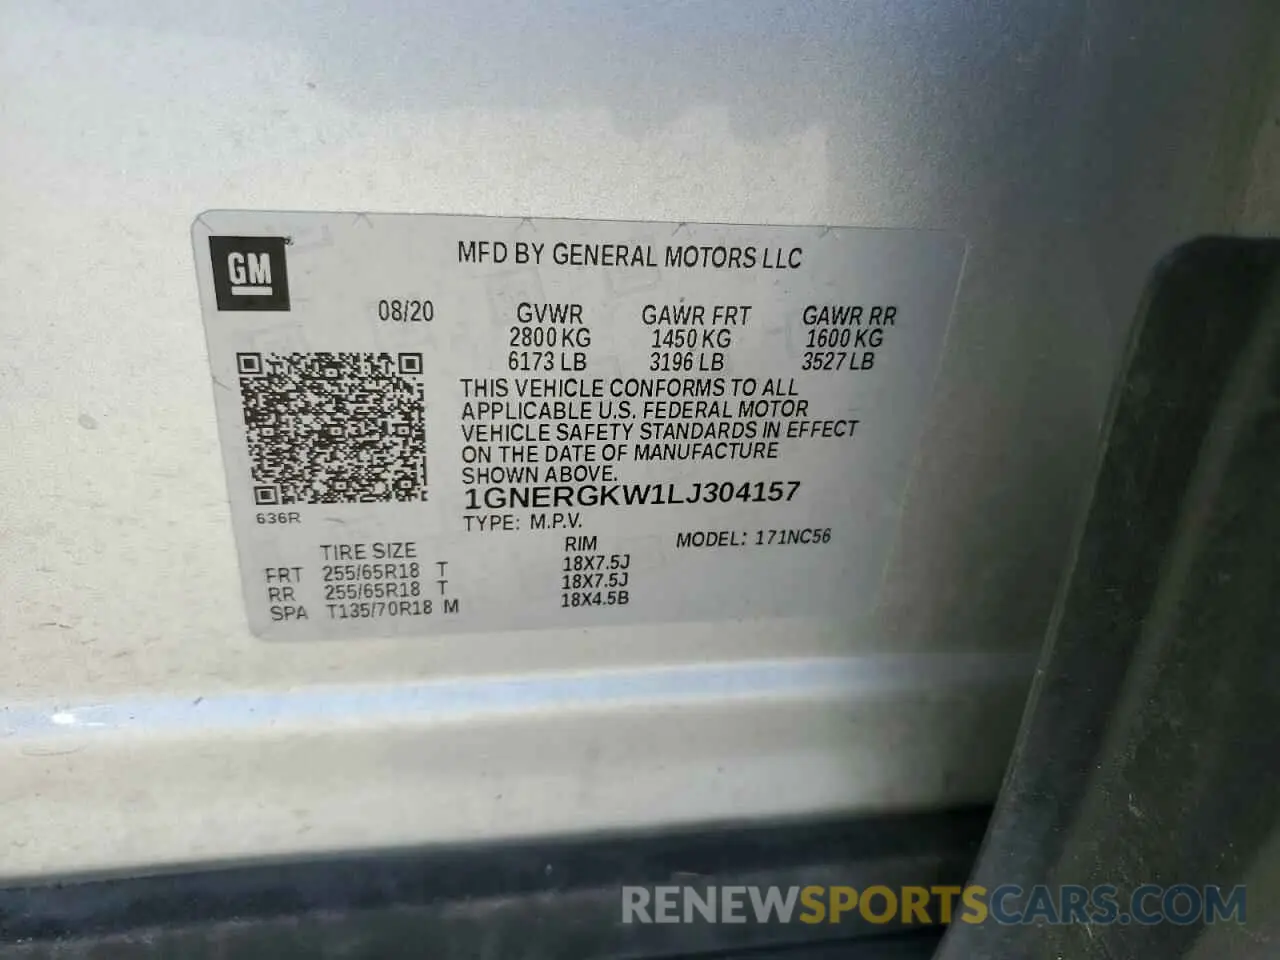 GM
MFD BY GENERAL MOTORS LLC
08/20 GVWR GAWR FRT GAWR RR
2800 KG 1450 KG 1600 KG
6173 LB 3196 LB 3527 LB
THIS VEHICLE CONFORMS TO ALL
APPLICABLE U.S. FEDERAL MOTOR
VEHICLE SAFETY STANDARDS IN EFFECT
ON THE DATE OF MANUFACTURE
SHOWN ABOVE.
1GNERGKW1LJ304157
636R
TYPE: M.P.V. MODEL: 171NC56
TIRE SIZE RIM
FRT 255/65R18 T 18X7.5J
RR 255/65R18 T 18X7.5J
SPA T135/70R18 M 18X4.5B
RENEWSPORTSCARS.COM